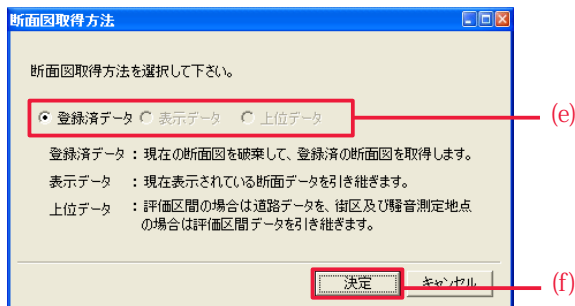 断面図取得方法
断面図取得方法を選択して下さい。
登録済データ 表示データ 上位データ
(e)
登録済データ：現在の断面図を破棄して、登録済の断面図を取得します。
表示データ：現在表示されている断面データを引き継ぎます。
上位データ：評価区間の場合は道路データを、街区及び騒音測定地点
の場合は評価区間データを引き継ぎます。
決定 キャンセル
(f)